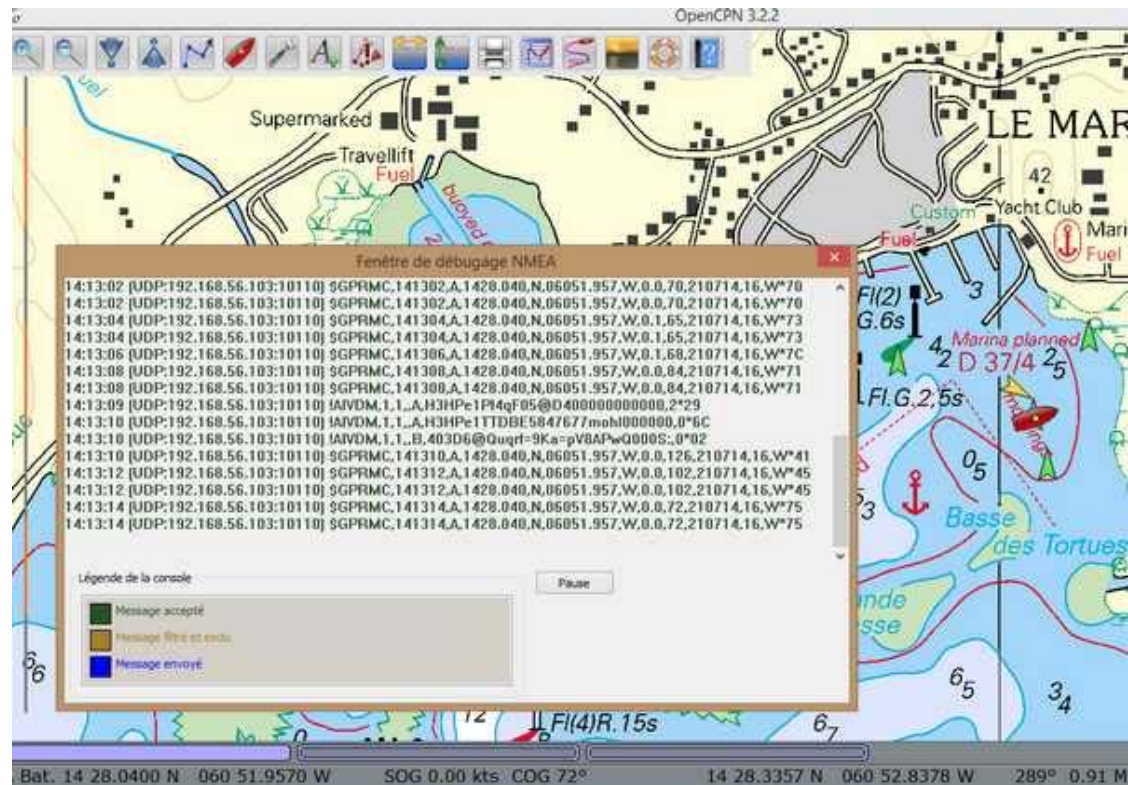 OpenCPN 3.2.2
Supermarked
Travellift
Fuel
buoyed
LE MAR
42
Custom
Yacht Club
Fuel
Mari
Fuel
Fenêtre de débugage NMEA
14:13:02 (UDP:192.168.56.103:10110) $GPRMC,141302,A,1428.040,N,06051.957,W,0.0,70,210714,16,W*70
14:13:02 (UDP:192.168.56.103:10110) $GPRMC,141302,A,1428.040,N,06051.957,W,0.0,70,210714,16,W*70
14:13:04 (UDP:192.168.56.103:10110) $GPRMC,141304,A,1428.040,N,06051.957,W,0.1,65,210714,16,W*73
14:13:04 (UDP:192.168.56.103:10110) $GPRMC,141304,A,1428.040,N,06051.957,W,0.1,65,210714,16,W*73
14:13:06 (UDP:192.168.56.103:10110) $GPRMC,141306,A,1428.040,N,06051.957,W,0.1,68,210714,16,W*7C
14:13:08 (UDP:192.168.56.103:10110) $GPRMC,141308,A,1428.040,N,06051.957,W,0.0,84,210714,16,W*71
14:13:08 (UDP:192.168.56.103:10110) $GPRMC,141308,A,1428.040,N,06051.957,W,0.0,84,210714,16,W*71
14:13:09 (UDP:192.168.56.103:10110) !AIVDM,1,1,,A,H3HPe1PI4qF05@D400000000000,2*29
14:13:10 (UDP:192.168.56.103:10110) !AIVDM,1,1,,A,H3HPe1TTDBE5847677mohl000000,0*6C
14:13:10 (UDP:192.168.56.103:10110) !AIVDM,1,1,,B,403D6@Quqrf=9Ka=pV8APwQ000S:,0*02
14:13:10 (UDP:192.168.56.103:10110) $GPRMC,141310,A,1428.040,N,06051.957,W,0.0,126,210714,16,W*41
14:13:12 (UDP:192.168.56.103:10110) $GPRMC,141312,A,1428.040,N,06051.957,W,0.0,102,210714,16,W*45
14:13:12 (UDP:192.168.56.103:10110) $GPRMC,141312,A,1428.040,N,06051.957,W,0.0,102,210714,16,W*45
14:13:14 (UDP:192.168.56.103:10110) $GPRMC,141314,A,1428.040,N,06051.957,W,0.0,72,210714,16,W*75
14:13:14 (UDP:192.168.56.103:10110) $GPRMC,141314,A,1428.040,N,06051.957,W,0.0,72,210714,16,W*75
Légende de la console
Pause
Message accepté
Message filtré et exclu
Message envoyé
Fl(2)
G.6s
3
Marina planned
4₂
D 37/4
2₅
Fl.G.2,5s
moorings
0₅
3
Basse
des Tortues
6₆
6₅
3₄
12
Fl(4)R.15s
6₇
Bat. 14 28.0400 N 060 51.9570 W SOG 0.00 kts COG 72° 14 28.3357 N 060 52.8378 W 289° 0.91 M